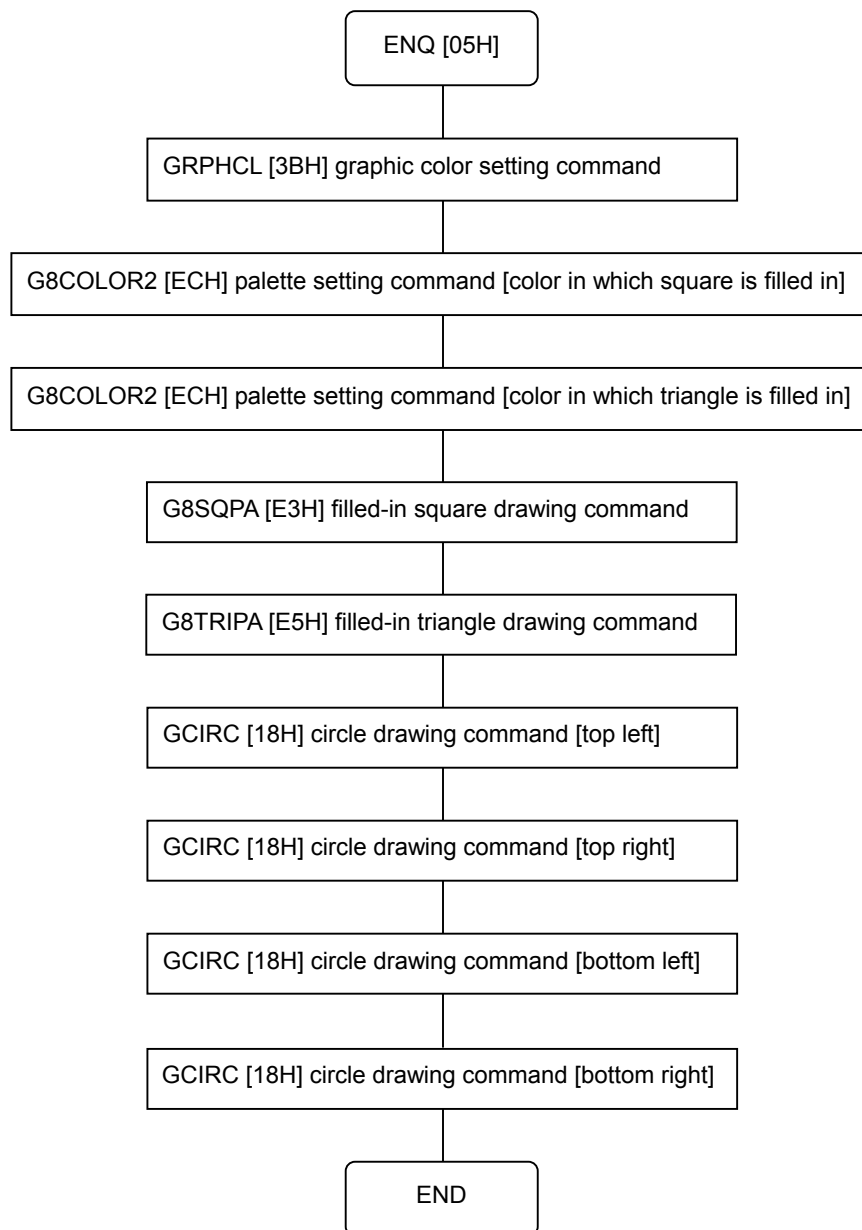 ENQ [05H]
GRPHCL [3BH] graphic color setting command
G8COLOR2 [ECH] palette setting command [color in which square is filled in]
G8COLOR2 [ECH] palette setting command [color in which triangle is filled in]
G8SQPA [E3H] filled-in square drawing command
G8TRIPA [E5H] filled-in triangle drawing command
GCIRC [18H] circle drawing command [top left]
GCIRC [18H] circle drawing command [top right]
GCIRC [18H] circle drawing command [bottom left]
GCIRC [18H] circle drawing command [bottom right]
END